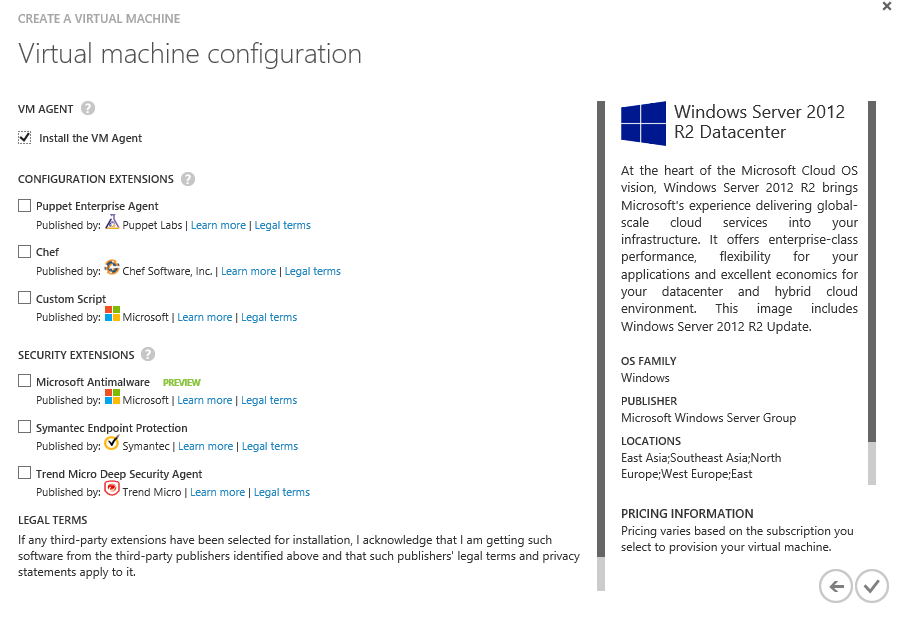 CREATE A VIRTUAL MACHINE
Virtual machine configuration
VM AGENT ?
Install the VM Agent
CONFIGURATION EXTENSIONS ?
Puppet Enterprise Agent
Published by: Puppet Labs | Learn more | Legal terms
Chef
Published by: Chef Software, Inc. | Learn more | Legal terms
Custom Script
Published by: Microsoft | Learn more | Legal terms
SECURITY EXTENSIONS ?
Microsoft Antimalware PREVIEW
Published by: Microsoft | Learn more | Legal terms
Symantec Endpoint Protection
Published by: Symantec | Learn more | Legal terms
Trend Micro Deep Security Agent
Published by: Trend Micro | Learn more | Legal terms
LEGAL TERMS
If any third-party extensions have been selected for installation, I acknowledge that I am getting such
software from the third-party publishers identified above and that such publishers' legal terms and privacy
statements apply to it.
Windows Server 2012
R2 Datacenter
At the heart of the Microsoft Cloud OS
vision, Windows Server 2012 R2 brings
Microsoft's experience delivering global-
scale cloud services into your
infrastructure. It offers enterprise-class
performance, flexibility for your
applications and excellent economics for
your datacenter and hybrid cloud
environment. This image includes
Windows Server 2012 R2 Update.
OS FAMILY
Windows
PUBLISHER
Microsoft Windows Server Group
LOCATIONS
East Asia;Southeast Asia;North
Europe;West Europe;East
PRICING INFORMATION
Pricing varies based on the subscription you
select to provision your virtual machine.